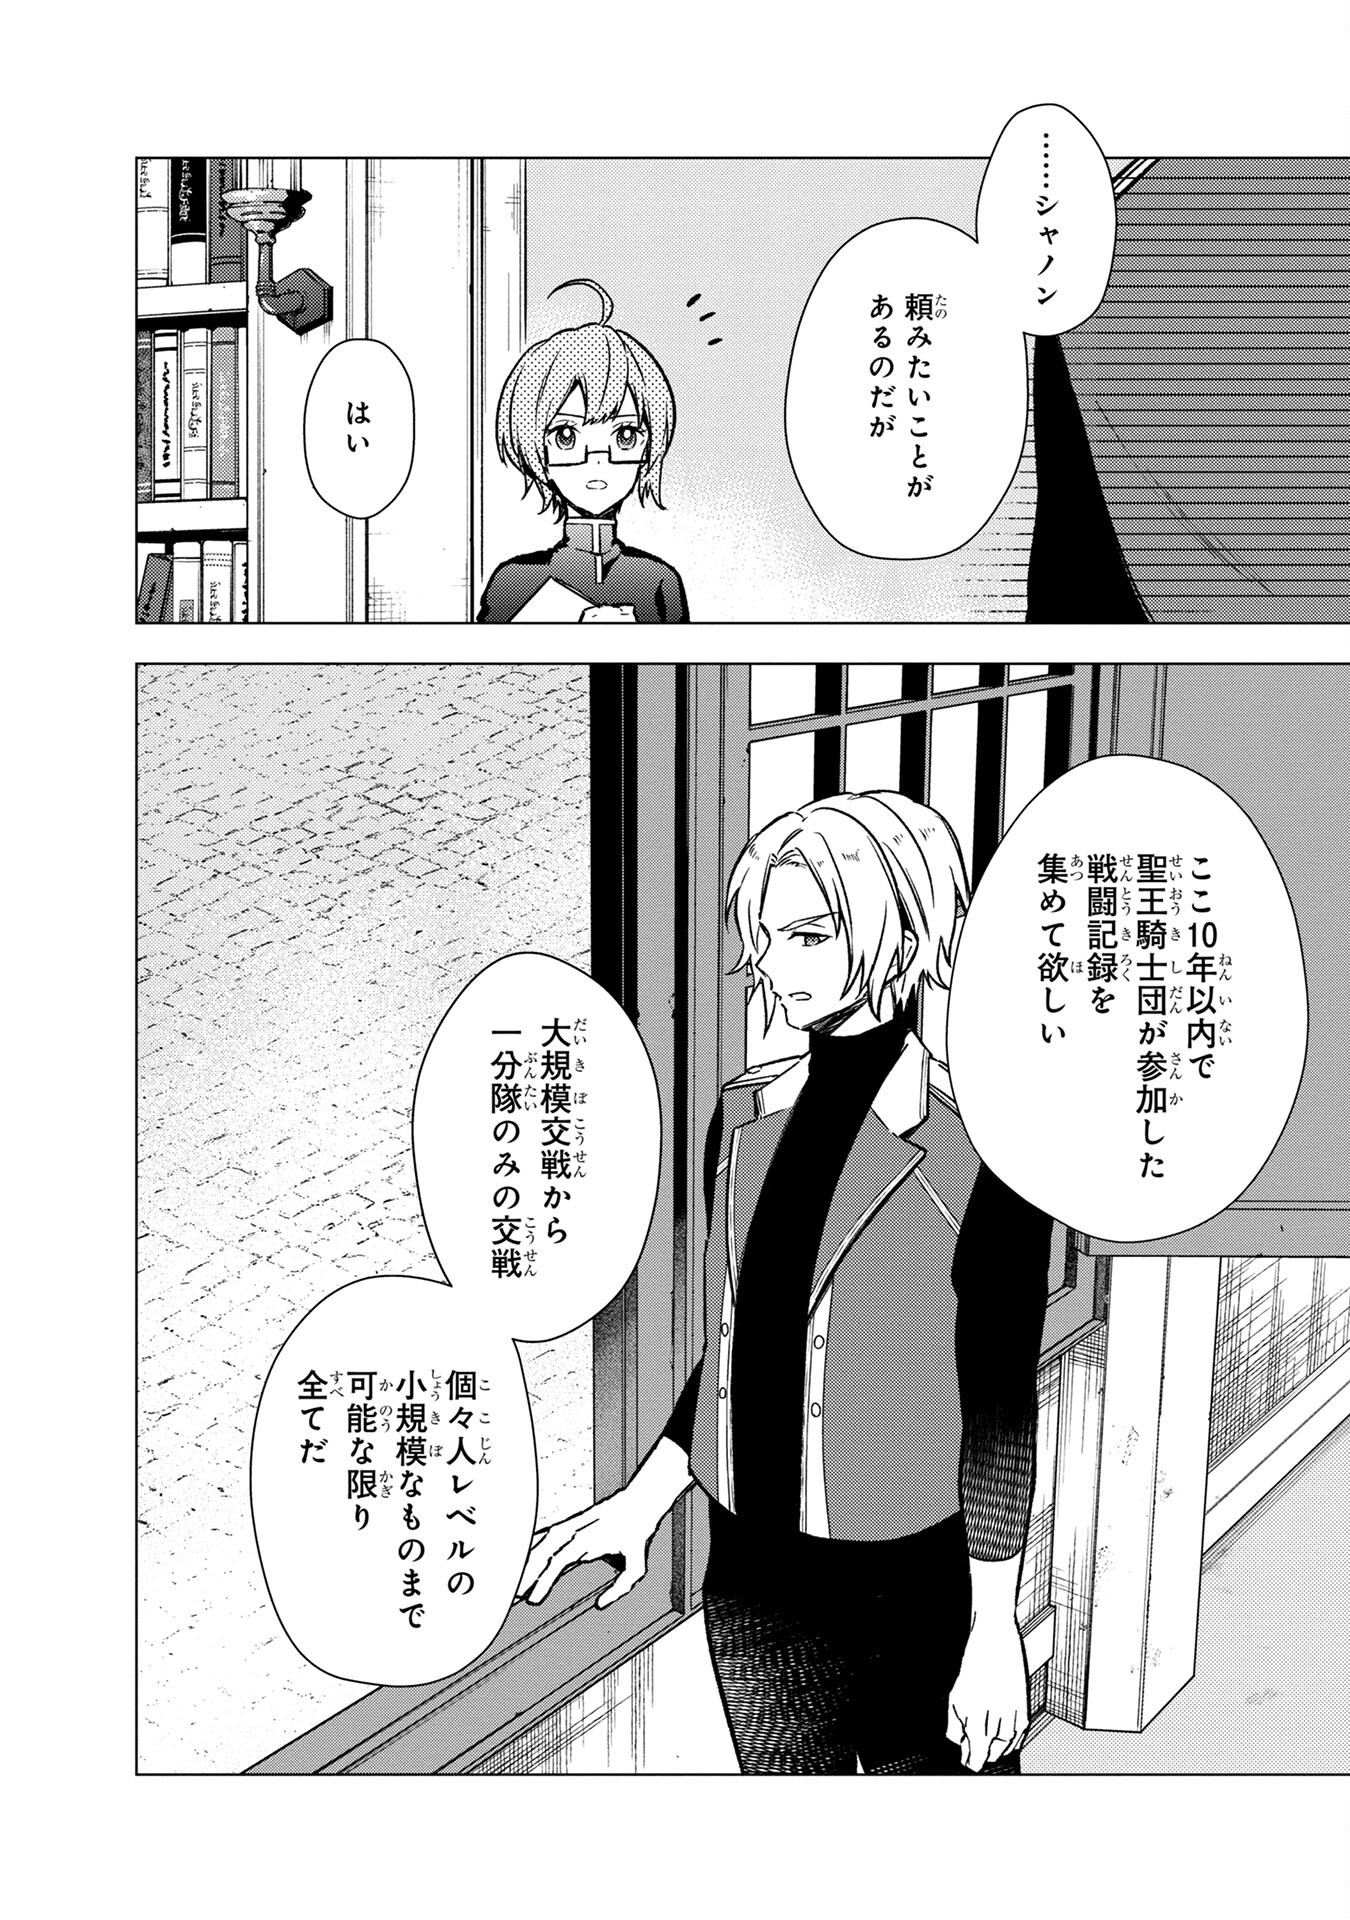 ……シャノン
頼みたいことが
あるのだが
はい
ここ10年以内で
聖王騎士団が参加した
戦闘記録を
集めて欲しい
大規模交戦から
一分隊のみの交戦
個々人レベルの
小規模なものまで
可能な限り
全てだ